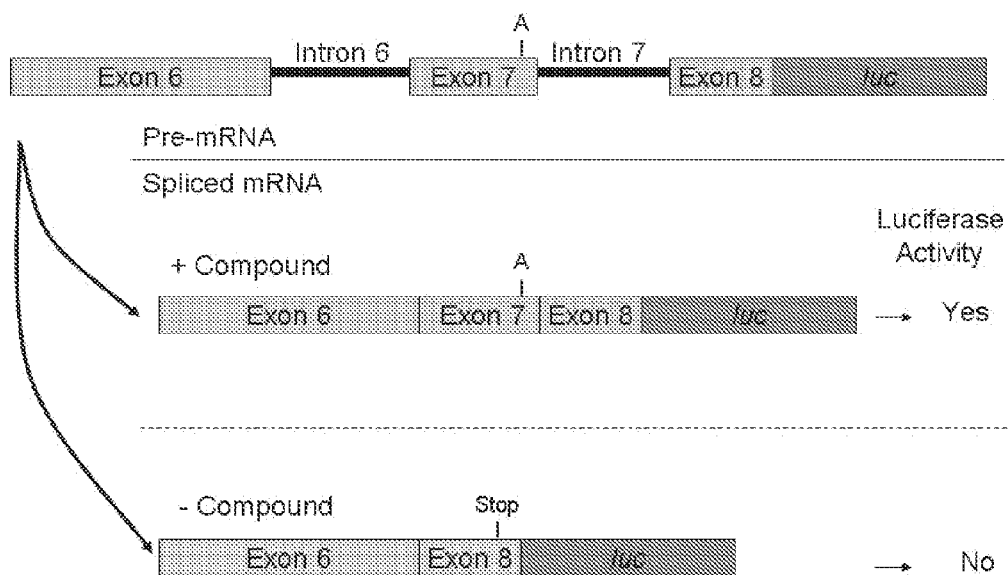 A
Intron 6 Intron 7
Exon 6 Exon 7 Exon 8 luc
Pre-mRNA
Spliced mRNA
Luciferase
Activity
+ Compound
A
Exon 6 Exon 7 Exon 8 luc Yes
- Compound
Stop
Exon 6 Exon 8 luc No